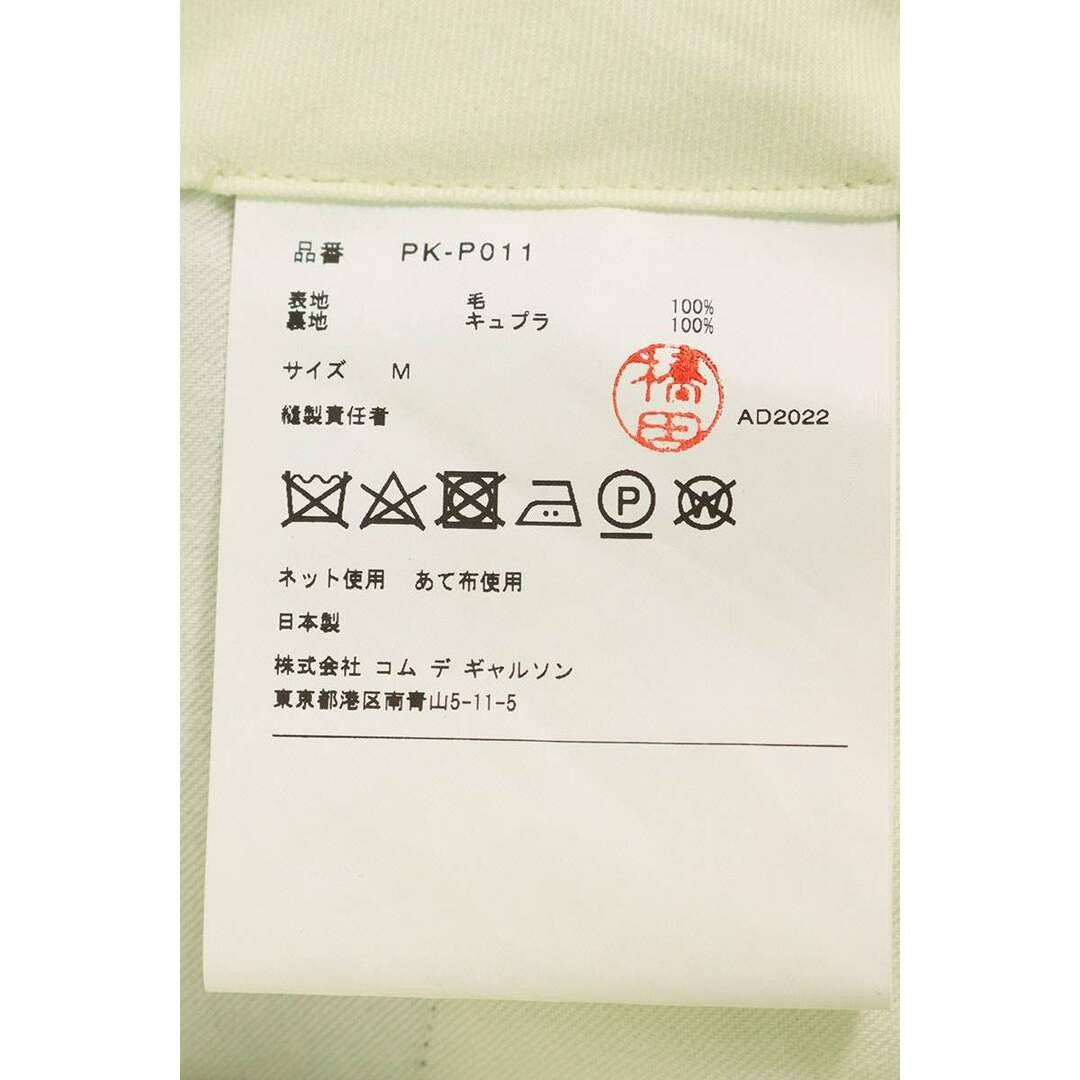 品番 PK-P011
表地 毛 100%
裏地 キュプラ 100%
サイズ M
縫製責任者 橋田 AD2022
P W
ネット使用 あて布使用
日本製
株式会社 コム デ ギャルソン
東京都港区南青山5-11-5